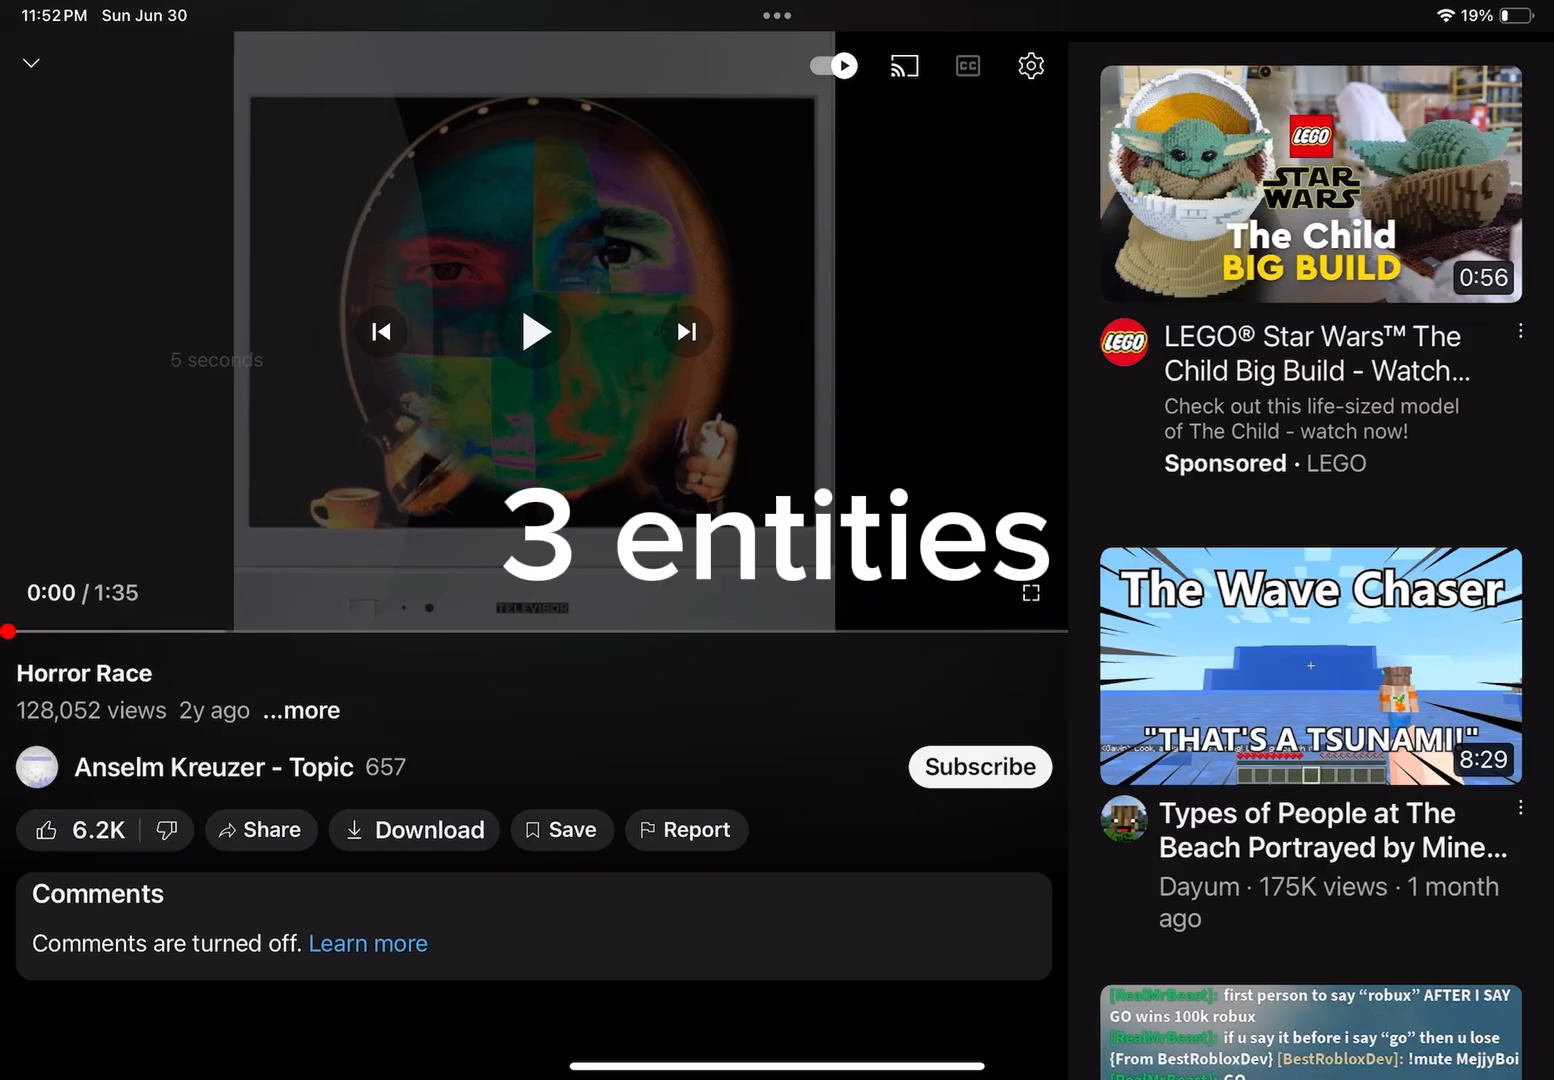 11:52 PM Sun Jun 30
19%
CC
5 seconds
3 entities
0:00 / 1:35
TELEVISOR
Horror Race
128,052 views 2y ago ...more
Anselm Kreuzer - Topic 657
Subscribe
6.2K
Share
Download
Save
Report
Comments
Comments are turned off. Learn more
LEGO
STAR
WARS
The Child
BIG BUILD
0:56
LEGO
LEGO® Star Wars™ The
Child Big Build - Watch...
Check out this life-sized model
of The Child - watch now!
Sponsored · LEGO
The Wave Chaser
"THAT'S A TSUNAMI!"
8:29
Types of People at The
Beach Portrayed by Mine...
Dayum · 175K views · 1 month
ago
[RealMrBeast]: first person to say “robux” AFTER I SAY
GO wins 100k robux
[RealMrBeast]: if u say it before i say “go” then u lose
{From BestRobloxDev} [BestRobloxDev]: !mute MejjyBoi
[RealMrBeast]: GO